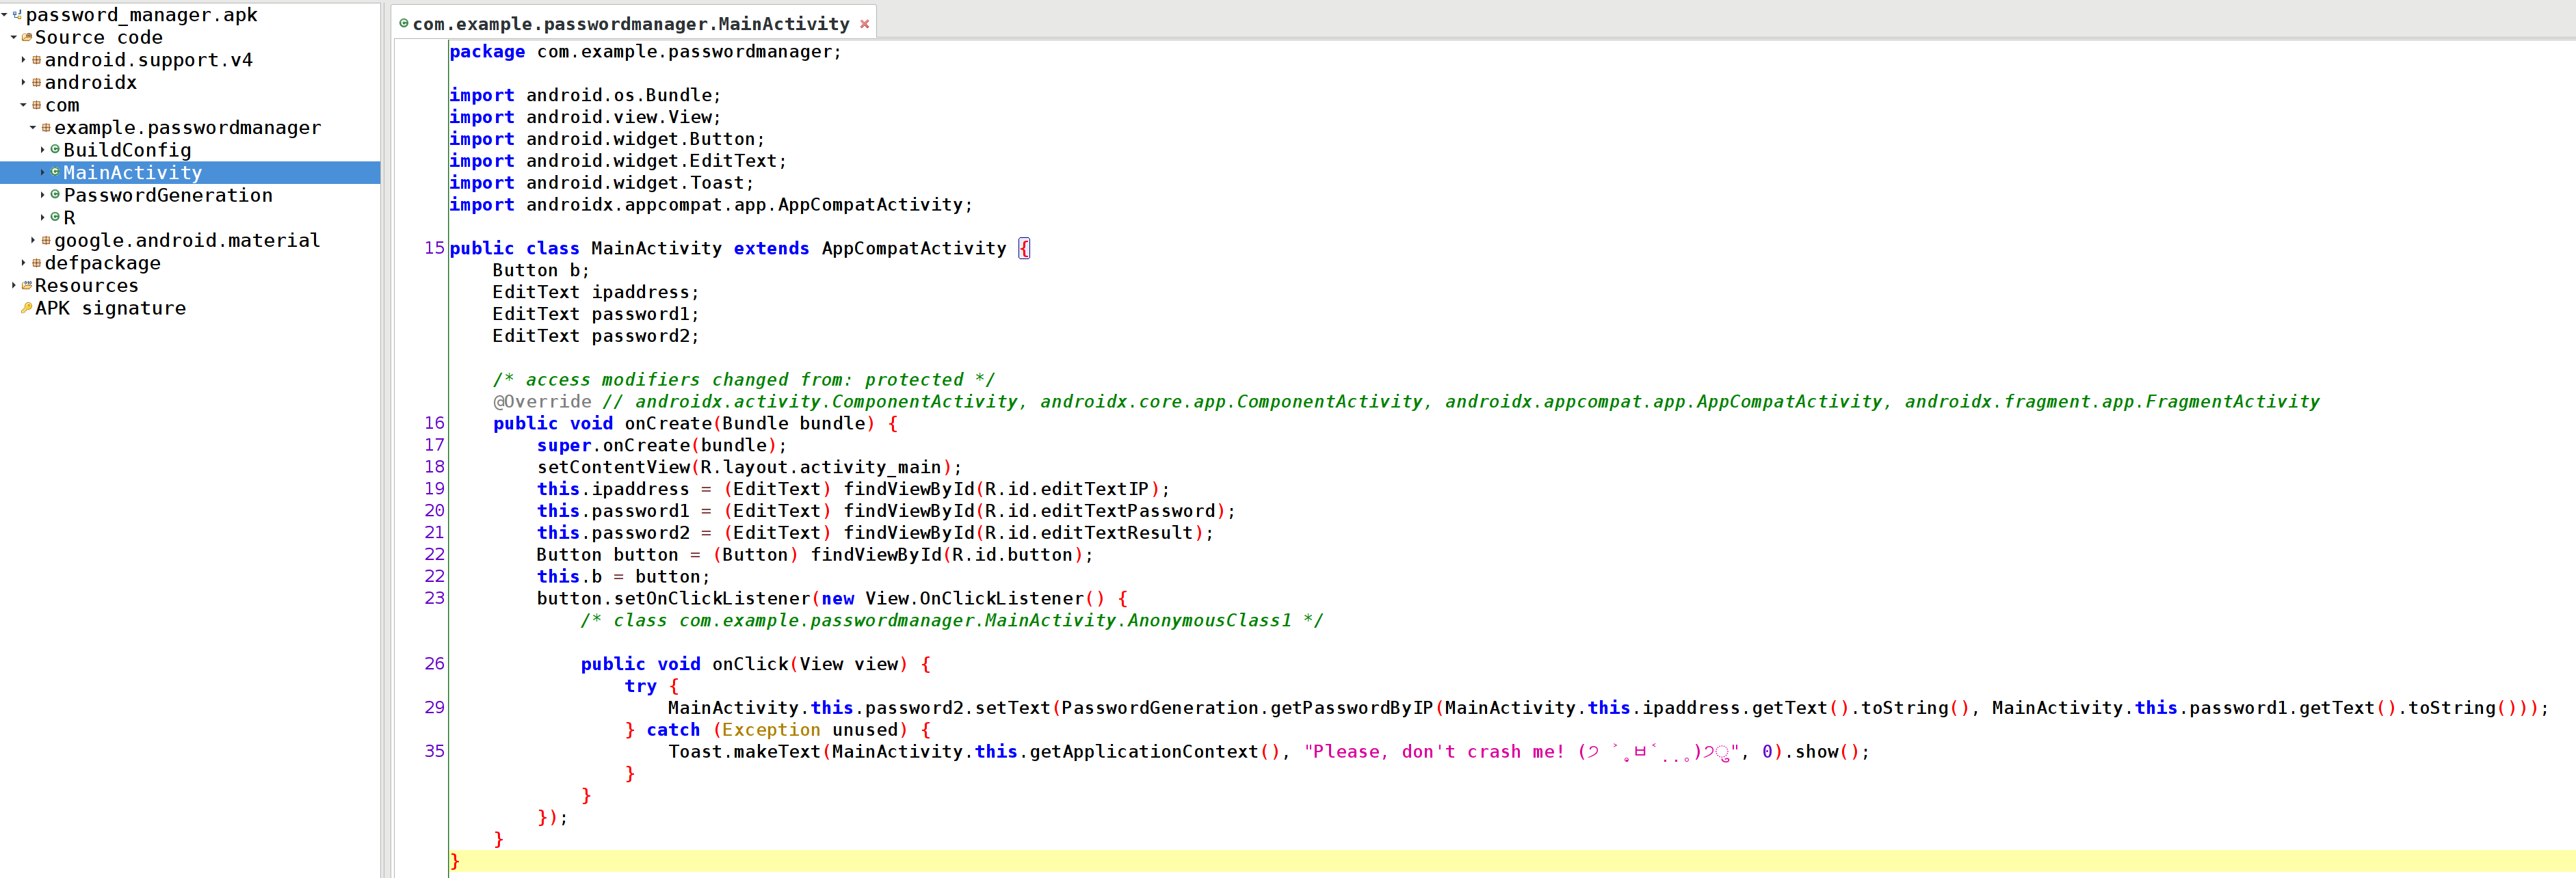 password_manager.apk
Source code
android.support.v4
androidx
com
example.passwordmanager
BuildConfig
MainActivity
PasswordGeneration
R
google.android.material
defpackage
Resources
APK signature
com.example.passwordmanager.MainActivity
package com.example.passwordmanager;
import android.os.Bundle;
import android.view.View;
import android.widget.Button;
import android.widget.EditText;
import android.widget.Toast;
import androidx.appcompat.app.AppCompatActivity;
15 public class MainActivity extends AppCompatActivity {
Button b;
EditText ipaddress;
EditText password1;
EditText password2;
/* access modifiers changed from: protected */
@Override // androidx.activity.ComponentActivity, androidx.core.app.ComponentActivity, androidx.appcompat.app.AppCompatActivity, androidx.fragment.app.FragmentActivity
16 public void onCreate(Bundle bundle) {
17 super.onCreate(bundle);
18 setContentView(R.layout.activity_main);
19 this.ipaddress = (EditText) findViewById(R.id.editTextIP);
20 this.password1 = (EditText) findViewById(R.id.editTextPassword);
21 this.password2 = (EditText) findViewById(R.id.editTextResult);
22 Button button = (Button) findViewById(R.id.button);
22 this.b = button;
23 button.setOnClickListener(new View.OnClickListener() {
/* class com.example.passwordmanager.MainActivity.AnonymousClass1 */
26 public void onClick(View view) {
try {
29 MainActivity.this.password2.setText(PasswordGeneration.getPasswordByIP(MainActivity.this.ipaddress.getText().toString(), MainActivity.this.password1.getText().toString()));
} catch (Exception unused) {
35 Toast.makeText(MainActivity.this.getApplicationContext(), "Please, don't crash me! ", 0).show();
}
}
});
}
}